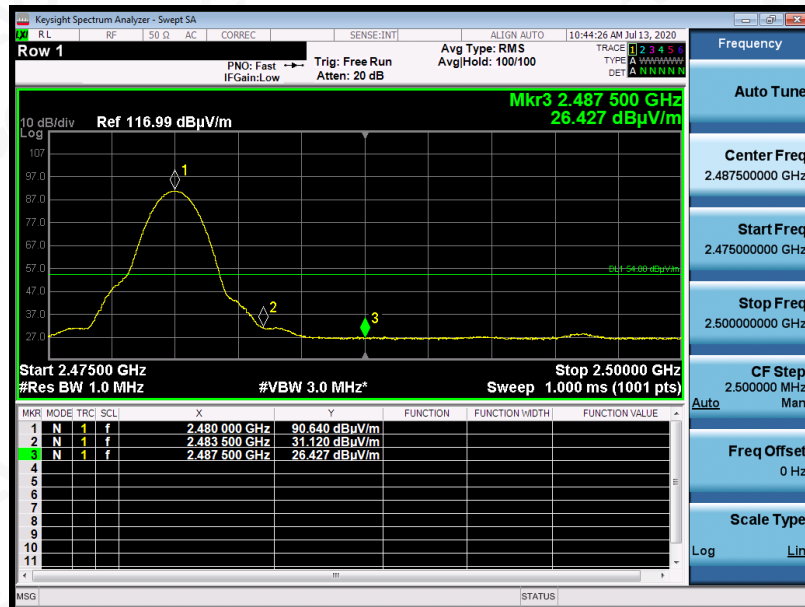 Keysight Spectrum Analyzer - Swept SA
LXI RL RF 50 Ω AC CORREC SENSE:INT ALIGN AUTO 10:44:26 AM Jul 13, 2020
Row 1
PNO: Fast
IFGain:Low
Trig: Free Run
Atten: 20 dB
Avg Type: RMS
Avg|Hold: 100/100
TRACE 1 2 3 4 5 6
TYPE A WWWWW
DET A N N N N N
Mkr3 2.487 500 GHz
26.427 dBµV/m
10 dB/div Ref 116.99 dBµV/m
Log
107
97.0
87.0
77.0
67.0
57.0
47.0
37.0
27.0
1
2
3
DL1 54.00 dBµV/m
Start 2.47500 GHz Stop 2.50000 GHz
#Res BW 1.0 MHz #VBW 3.0 MHz* Sweep 1.000 ms (1001 pts)
MKR MODE TRC SCL X Y FUNCTION FUNCTION WIDTH FUNCTION VALUE
1 N 1 f 2.480 000 GHz 90.640 dBµV/m
2 N 1 f 2.483 500 GHz 31.120 dBµV/m
3 N 1 f 2.487 500 GHz 26.427 dBµV/m
4
5
6
7
8
9
10
11
MSG STATUS
Frequency
Auto Tune
Center Freq
2.487500000 GHz
Start Freq
2.475000000 GHz
Stop Freq
2.500000000 GHz
CF Step
2.500000 MHz
Auto Man
Freq Offset
0 Hz
Scale Type
Log Lin